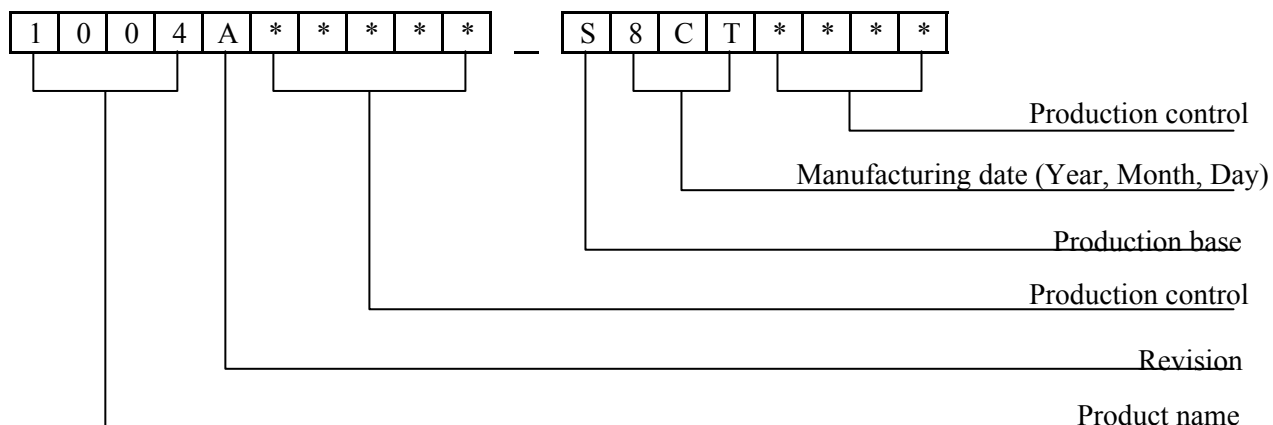 1 0 0 4 A * * * * * _ S 8 C T * * * *
Production control
Manufacturing date (Year, Month, Day)
Production base
Production control
Revision
Product name